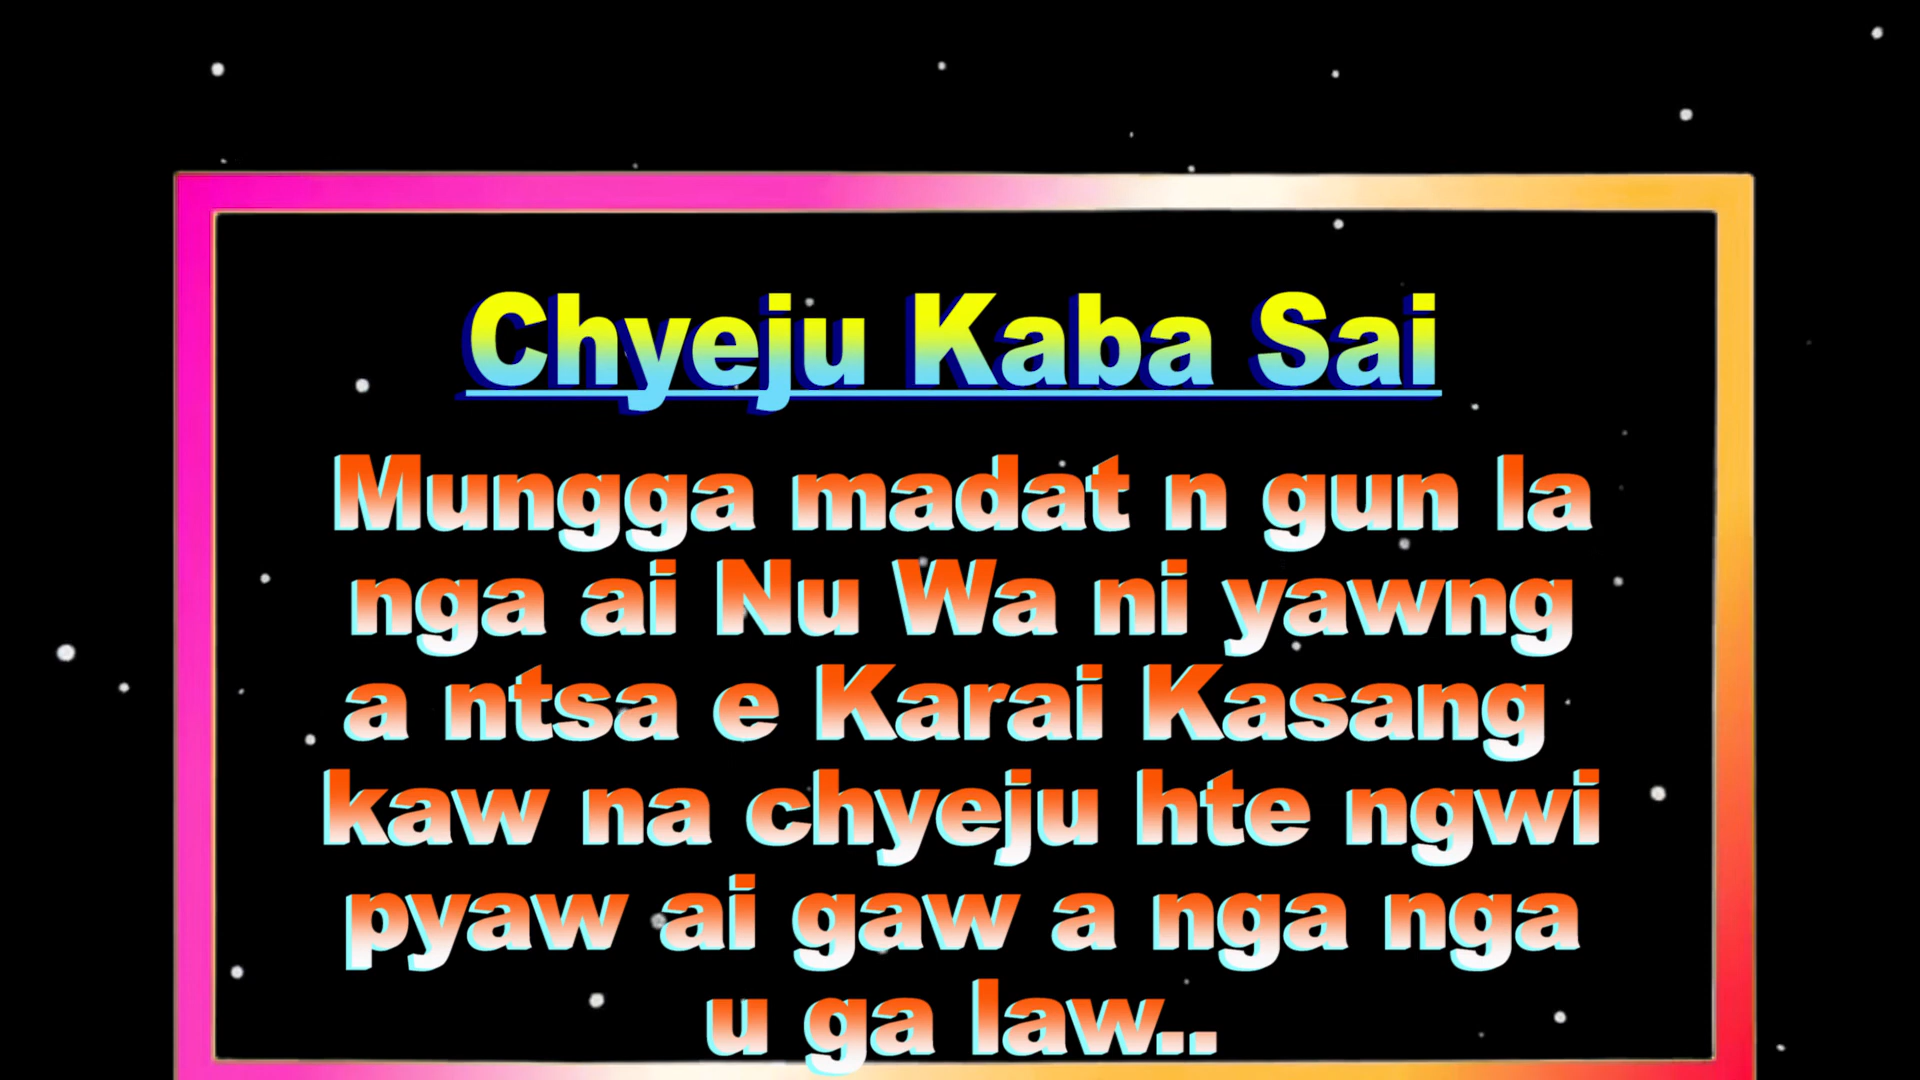 Chyeju Kaba Sai
Mungga madat n gun la
nga ai Nu Wa ni yawng
a ntsa e Karai Kasang
kaw na chyeju hte ngwi
pyaw ai gaw a nga nga
u ga law..